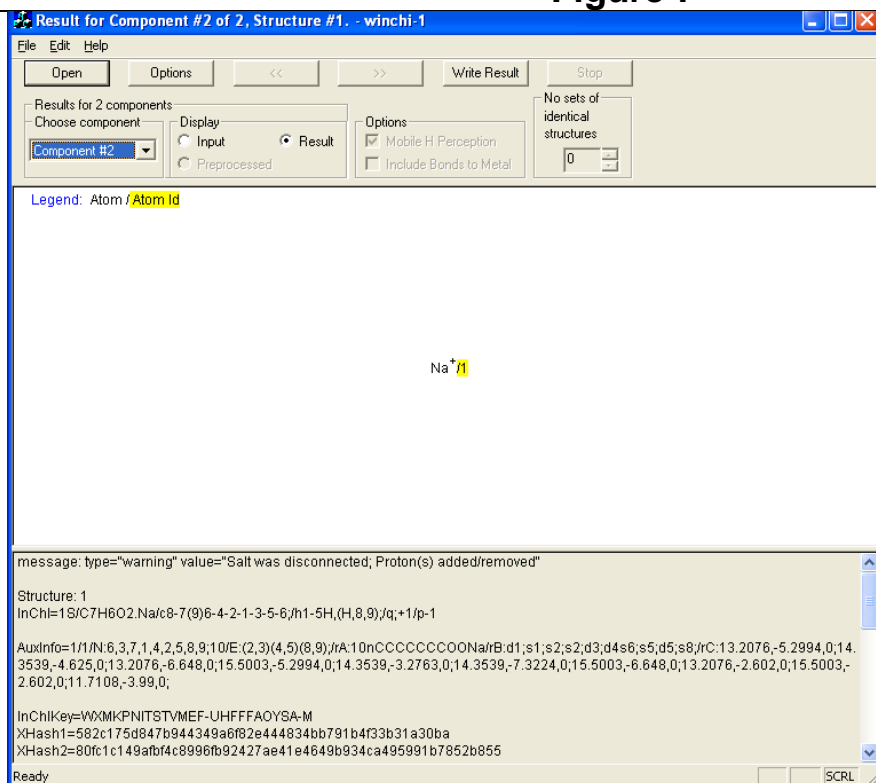 Result for Component #2 of 2, Structure #1. - winchi-1
File Edit Help
Open Options << >> Write Result Stop
Results for 2 components
Choose component
Component #2
Display
Input Result
Preprocessed
Options
Mobile H Perception
Include Bonds to Metal
No sets of
identical
structures
0
Legend: Atom / Atom Id
Na+/1
message: type="warning" value="Salt was disconnected; Proton(s) added/removed"
Structure: 1
InChI=1S/C7H6O2.Na/c8-7(9)6-4-2-1-3-5-6;/h1-5H,(H,8,9);/q;+1/p-1
AuxInfo=1/1/N:6,3,7,1,4,2,5,8,9;10/E:(2,3)(4,5)(8,9);/rA:10nCCCCCCCOONa/rB:d1;s1;s2;s2;d3;d4s6;s5;d5;s8;/rC:13.2076,-5.2994,0;14.
3539,-4.625,0;13.2076,-6.648,0;15.5003,-5.2994,0;14.3539,-3.2763,0;14.3539,-7.3224,0;15.5003,-6.648,0;13.2076,-2.602,0;15.5003,-
2.602,0;11.7108,-3.99,0;
InChIKey=WXMKPNITSTVMEF-UHFFFAOYSA-M
XHash1=582c175d847b944349a6f82e444834bb791b4f33b31a30ba
XHash2=80fc1c149afbf4c8996fb92427ae41e4649b934ca495991b7852b855
Ready SCRL